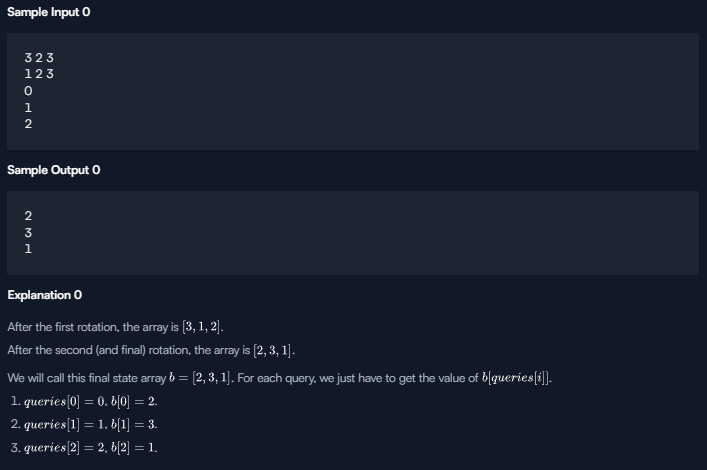 Sample Input 0
3 2 3
1 2 3
0
1
2
Sample Output 0
2
3
1
Explanation 0
After the first rotation, the array is [3, 1, 2].
After the second (and final) rotation, the array is [2, 3, 1].
We will call this final state array b = [2, 3, 1]. For each query, we just have to get the value of b[queries[i]].
1. queries[0] = 0, b[0] = 2.
2. queries[1] = 1, b[1] = 3.
3. queries[2] = 2, b[2] = 1.